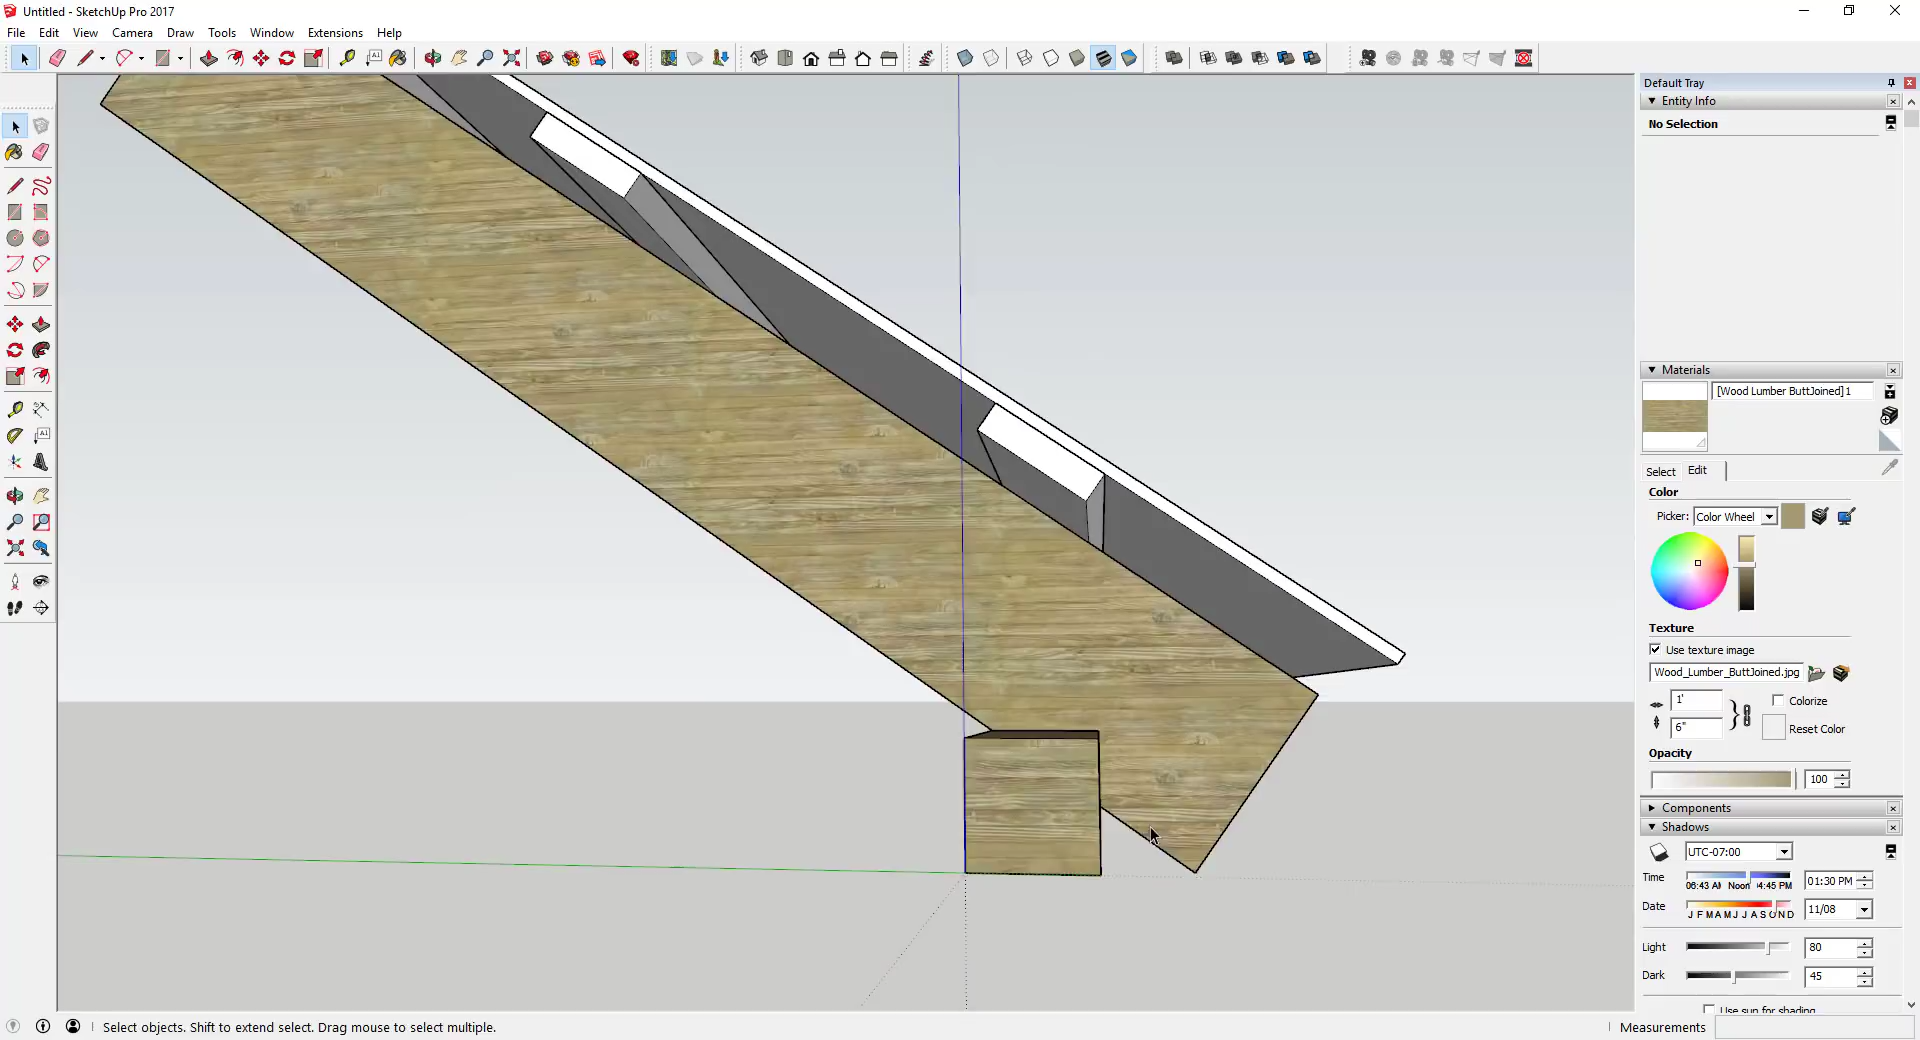 Untitled - SketchUp Pro 2017
File Edit View Camera Draw Tools Window Extensions Help
Default Tray
Entity Info
No Selection
Materials
[Wood Lumber ButtJoined]1
Select Edit
Color
Picker: Color Wheel
Texture
Use texture image
Wood_Lumber_ButtJoined.jpg
1'
Colorize
6"
Reset Color
Opacity
100
Components
Shadows
UTC-07:00
Time
06:43 AM Noon 4:45 PM
01:30 PM
Date
J F M A M J J A S O N D
11/08
Light
80
Dark
45
Use sun for shading
Select objects. Shift to extend select. Drag mouse to select multiple.
Measurements